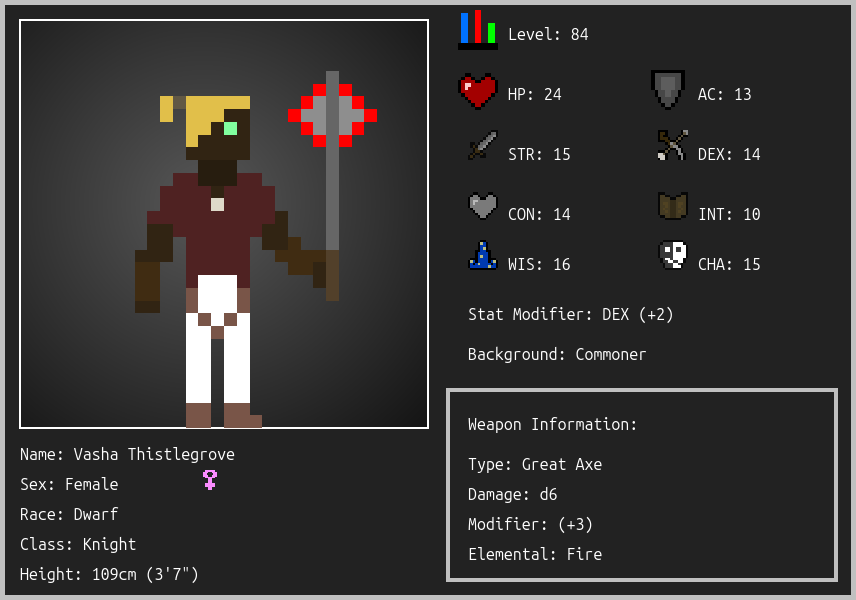 Level: 84
HP: 24
AC: 13
STR: 15
DEX: 14
CON: 14
INT: 10
WIS: 16
CHA: 15
Stat Modifier: DEX (+2)
Background: Commoner
Weapon Information:
Type: Great Axe
Damage: d6
Modifier: (+3)
Elemental: Fire
Name: Vasha Thistlegrove
Sex: Female
Race: Dwarf
Class: Knight
Height: 109cm (3'7")